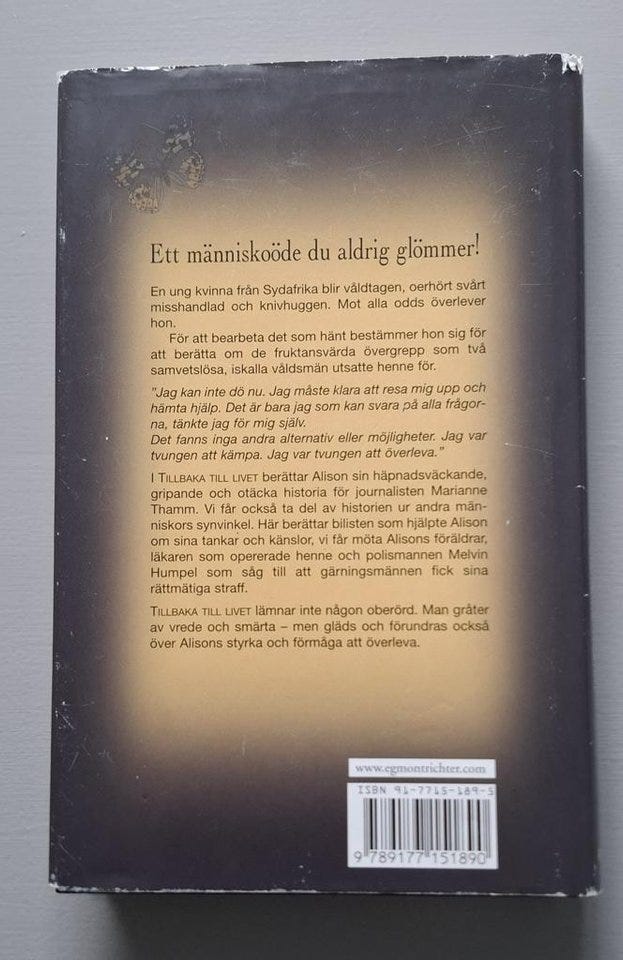 Ett människoöde du aldrig glömmer!
En ung kvinna från Sydafrika blir våldtagen, oerhört svårt
misshandlad och knivhuggen. Mot alla odds överlever
hon.
För att bearbeta det som hänt bestämmer hon sig för
att berätta om de fruktansvärda övergrepp som två
samvetslösa, iskalla våldsmän utsatte henne för.
"Jag kan inte dö nu. Jag måste klara att resa mig upp och
hämta hjälp. Det är bara jag som kan svara på alla frågor-
na, tänkte jag för mig själv.
Det fanns inga andra alternativ eller möjligheter. Jag var
tvungen att kämpa. Jag var tvungen att överleva."
I TILLBAKA TILL LIVET berättar Alison sin häpnadsväckande,
gripande och otäcka historia för journalisten Marianne
Thamm. Vi får också ta del av historien ur andra män-
niskors synvinkel. Här berättar bilisten som hjälpte Alison
om sina tankar och känslor, vi får möta Alisons föräldrar,
läkaren som opererade henne och polismannen Melvin
Humpel som såg till att gärningsmännen fick sina
rättmätiga straff.
TILLBAKA TILL LIVET lämnar inte någon oberörd. Man gråter
av vrede och smärta – men gläds och förundras också
över Alisons styrka och förmåga att överleva.
www.egmontrichter.com
ISBN 91-7715-189-5
9 789177 151890